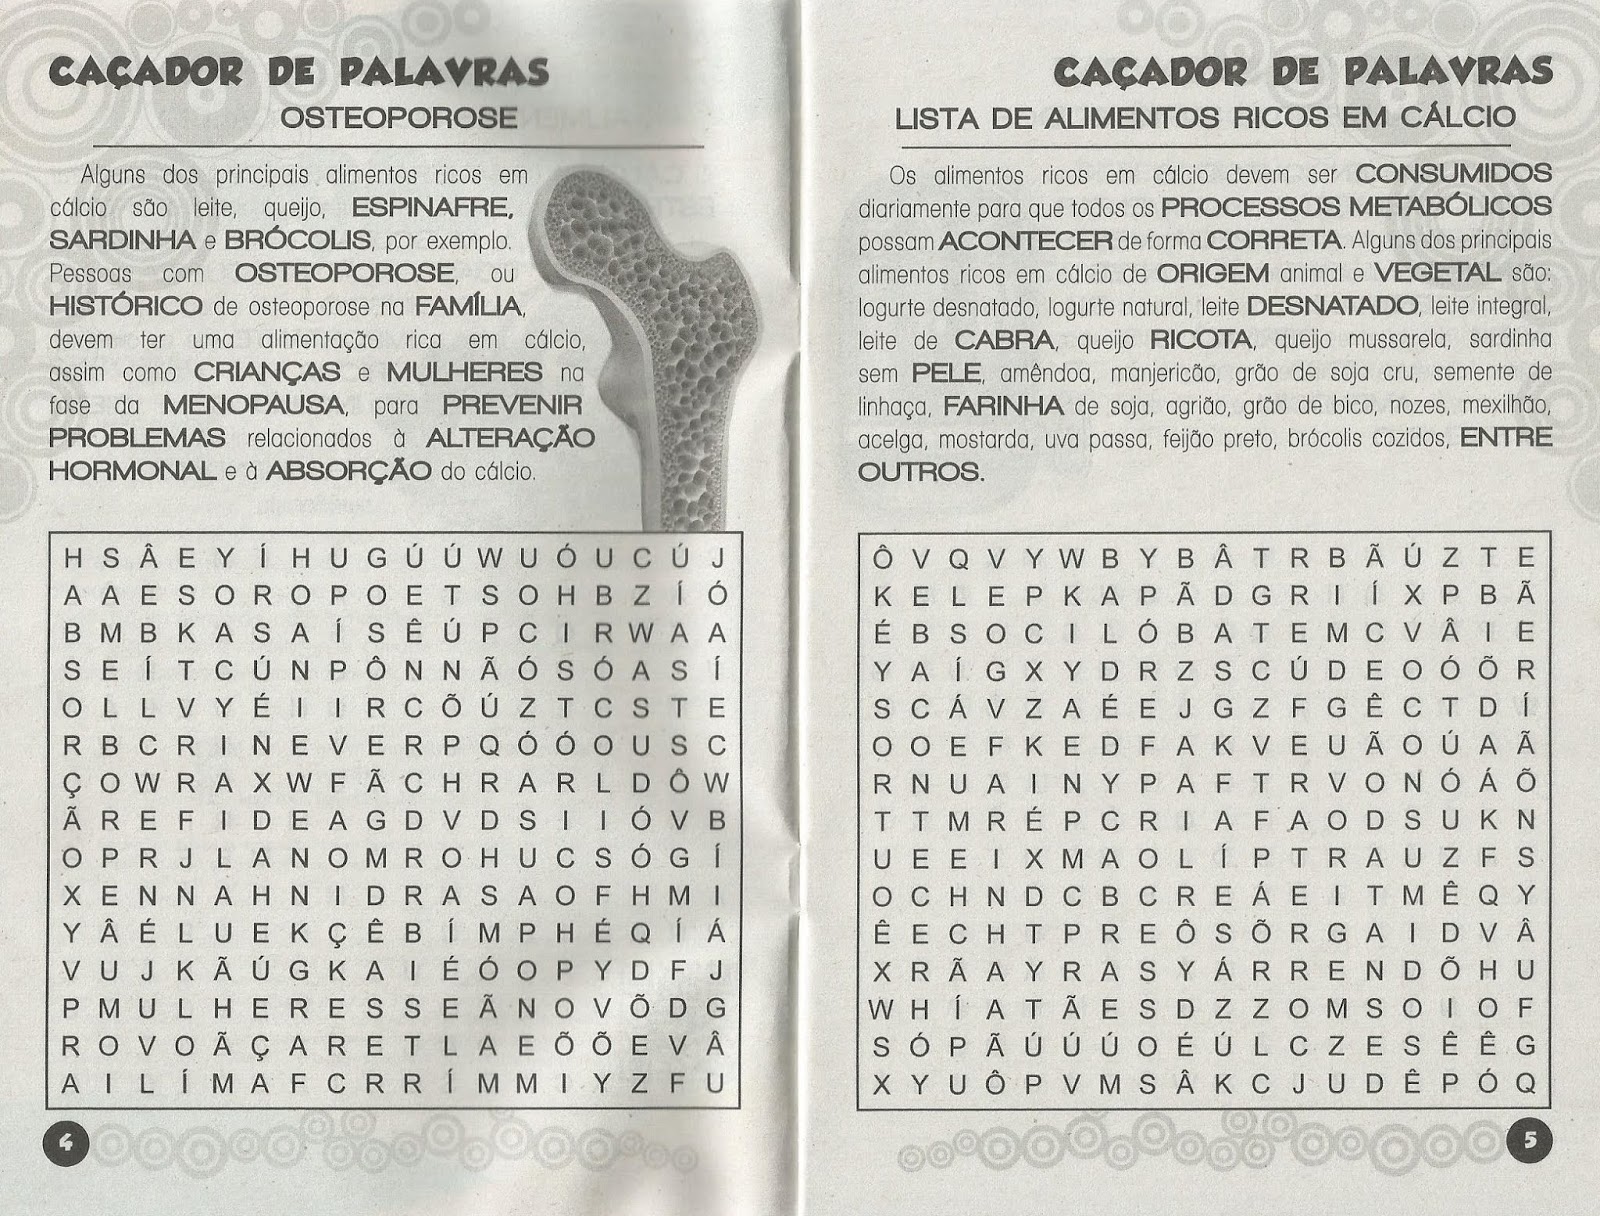 CAÇADOR DE PALAVRAS
OSTEOPOROSE
Alguns dos principais alimentos ricos em
cálcio são leite, queijo, ESPINAFRE,
SARDINHA e BRÓCOLIS, por exemplo.
Pessoas com OSTEOPOROSE, ou
HISTÓRICO de osteoporose na FAMÍLIA,
devem ter uma alimentação rica em cálcio,
assim como CRIANÇAS e MULHERES na
fase da MENOPAUSA, para PREVENIR
PROBLEMAS relacionados à ALTERAÇÃO
HORMONAL e à ABSORÇÃO do cálcio.
H S Â E Y Í H U G Ú Ú W U Ó U C Ú J
A A E S O R O P O E T S O H B Z Í Ó
B M B K A S A Í S Ê Ú P C I R W A A
S E Í T C Ú N P Ô N N Ã Ó S Ó A S Í
O L L V Y É I I R C Õ Ú Z T C S T E
R B C R I N E V E R P Q Ó Ó O U S C
Ç O W R A X W F Ã C H R A R L D Ô W
Ã R E F I D E A G D V D S I I Ó V B
O P R J L A N O M R O H U C S Ó G Í
X E N N A H N I D R A S A O F H M I
Y Â É L U E K Ç Ê B Í M P H É Q Í Á
V U J K Ã Ú G K A I É Ó O P Y D F J
P M U L H E R E S S E Ã N O V Õ D G
R O V O Ã Ç A R E T L A E Õ Õ E V Â
A I L Í M A F C R R Í M M I Y Z F U
4
CAÇADOR DE PALAVRAS
LISTA DE ALIMENTOS RICOS EM CÁLCIO
Os alimentos ricos em cálcio devem ser CONSUMIDOS
diariamente para que todos os PROCESSOS METABÓLICOS
possam ACONTECER de forma CORRETA. Alguns dos principais
alimentos ricos em cálcio de ORIGEM animal e VEGETAL são:
Iogurte desnatado, Iogurte natural, leite DESNATADO, leite integral,
leite de CABRA, queijo RICOTA, queijo mussarela, sardinha
sem PELE, amêndoa, manjericão, grão de soja cru, semente de
linhaça, FARINHA de soja, agrião, grão de bico, nozes, mexilhão,
acelga, mostarda, uva passa, feijão preto, brócolis cozidos, ENTRE
OUTROS.
Ô V Q V Y W B Y B Â T R B Ã Ú Z T E
K E L E P K A P Ã D G R I Í X P B Ã
É B S O C I L Ó B A T E M C V Â I E
Y A Í G X Y D R Z S C Ú D E O Ó Õ R
S C Á V Z A É E J G Z F G Ê C T D Í
O O E F K E D F A K V E U Ã O Ú A Ã
R N U A I N Y P A F T R V O N Ó Á Õ
T T M R É P C R I A F A O D S U K N
U E E I X M A O L Í P T R A U Z F S
O C H N D C B C R E Á E I T M Ê Q Y
Ê E C H T P R E Ô S Õ R G A I D V Â
X R Ã A Y R A S Y Á R R E N D Õ H U
W H Í A T Ã E S D Z Z O M S O I O F
S Ó P Ã Ú Ú Ú O É Ú L C Z E S Ê Ê G
X Y U Ô P V M S Â K C J U D Ê P Ó Q
5